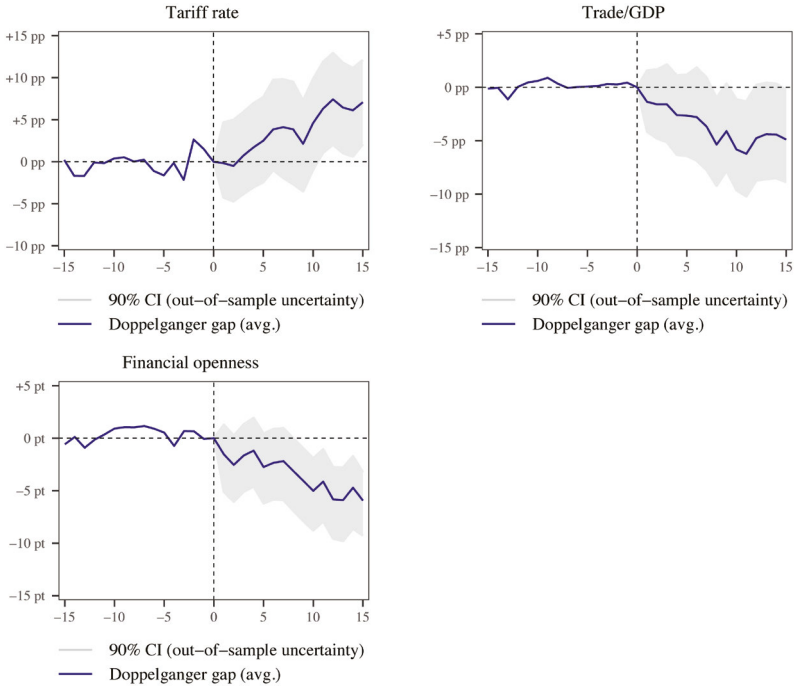 Tariff rate
+15 pp
+10 pp
+5 pp
0 pp
−5 pp
−10 pp
−15 −10 −5 0 5 10 15
90% CI (out−of−sample uncertainty)
Doppelganger gap (avg.)
Trade/GDP
+5 pp
0 pp
−5 pp
−10 pp
−15 pp
−15 −10 −5 0 5 10 15
90% CI (out−of−sample uncertainty)
Doppelganger gap (avg.)
Financial openness
+5 pt
0 pt
−5 pt
−10 pt
−15 pt
−15 −10 −5 0 5 10 15
90% CI (out−of−sample uncertainty)
Doppelganger gap (avg.)